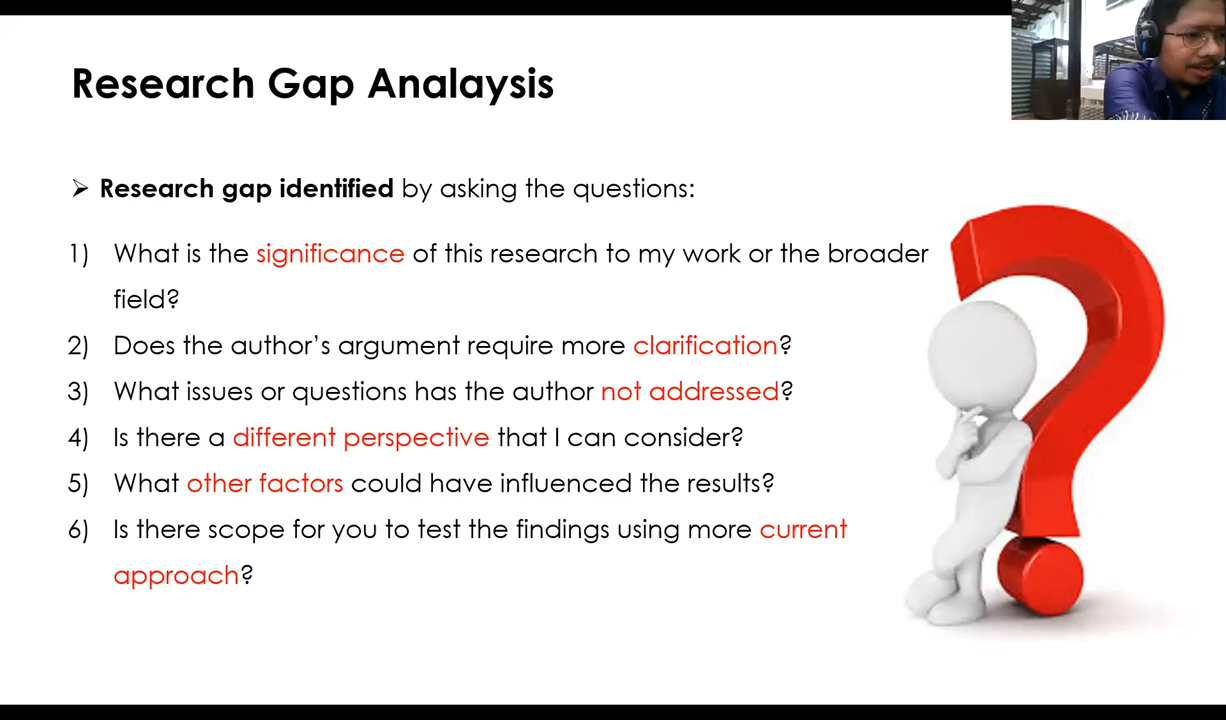 Research Gap Analaysis
➢ Research gap identified by asking the questions:
1) What is the significance of this research to my work or the broader
field?
2) Does the author’s argument require more clarification?
3) What issues or questions has the author not addressed?
4) Is there a different perspective that I can consider?
5) What other factors could have influenced the results?
6) Is there scope for you to test the findings using more current
approach?